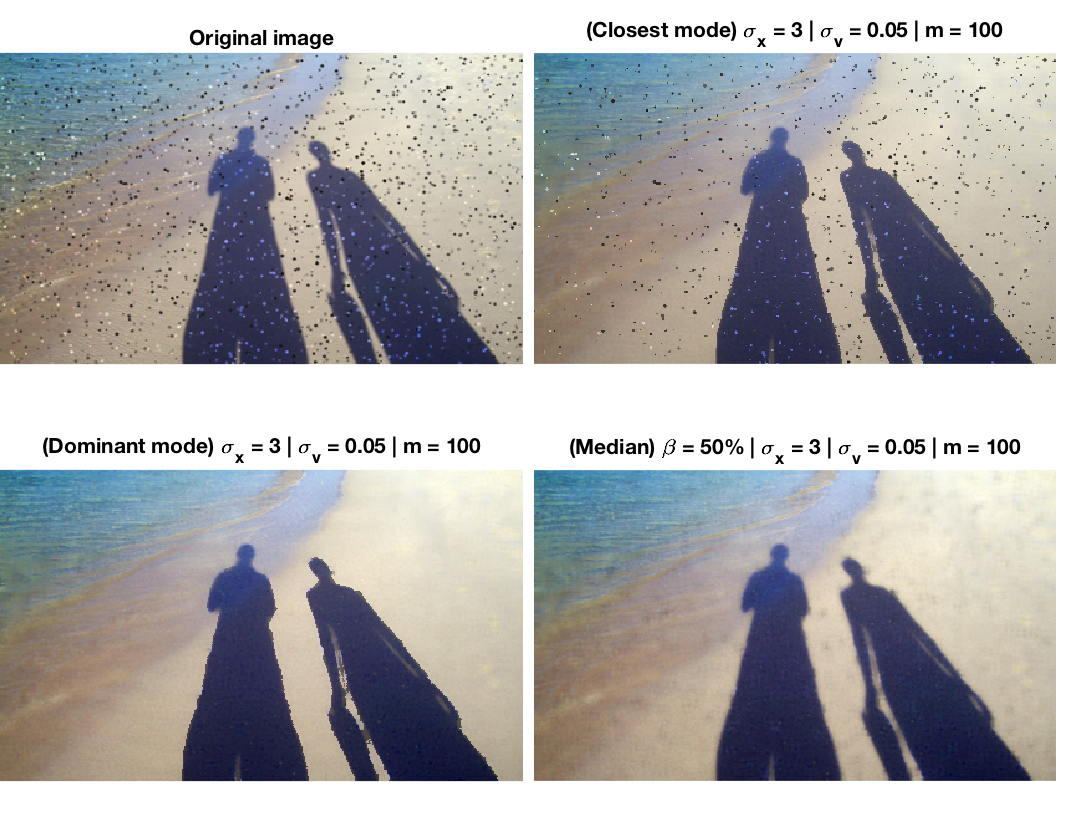 Original image
(Closest mode) σx = 3 | σv = 0.05 | m = 100
(Dominant mode) σx = 3 | σv = 0.05 | m = 100
(Median) β = 50% | σx = 3 | σv = 0.05 | m = 100